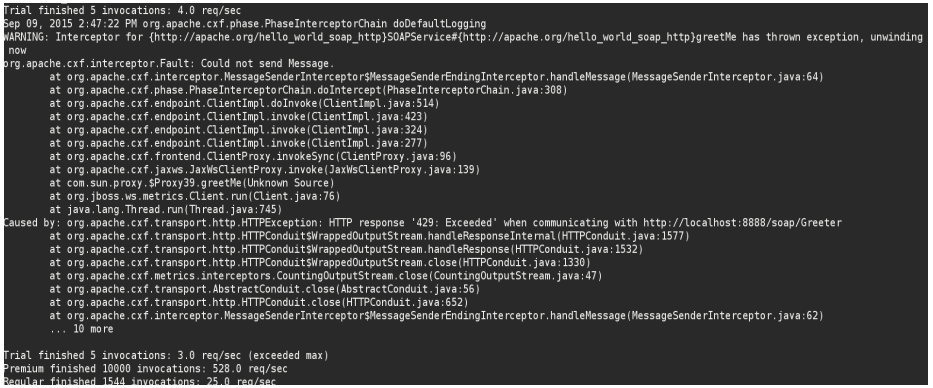 Trial finished 5 invocations: 4.0 req/sec
Sep 09, 2015 2:47:22 PM org.apache.cxf.phase.PhaseInterceptorChain doDefaultLogging
WARNING: Interceptor for {http://apache.org/hello_world_soap_http}SOAPService#{http://apache.org/hello_world_soap_http}greetMe has thrown exception, unwinding
now
org.apache.cxf.interceptor.Fault: Could not send Message.
at org.apache.cxf.interceptor.MessageSenderInterceptor$MessageSenderEndingInterceptor.handleMessage(MessageSenderInterceptor.java:64)
at org.apache.cxf.phase.PhaseInterceptorChain.doIntercept(PhaseInterceptorChain.java:308)
at org.apache.cxf.endpoint.ClientImpl.doInvoke(ClientImpl.java:514)
at org.apache.cxf.endpoint.ClientImpl.invoke(ClientImpl.java:423)
at org.apache.cxf.endpoint.ClientImpl.invoke(ClientImpl.java:324)
at org.apache.cxf.endpoint.ClientImpl.invoke(ClientImpl.java:277)
at org.apache.cxf.frontend.ClientProxy.invokeSync(ClientProxy.java:96)
at org.apache.cxf.jaxws.JaxWsClientProxy.invoke(JaxWsClientProxy.java:139)
at com.sun.proxy.$Proxy39.greetMe(Unknown Source)
at org.jboss.ws.metrics.Client.run(Client.java:76)
at java.lang.Thread.run(Thread.java:745)
Caused by: org.apache.cxf.transport.http.HTTPException: HTTP response '429: Exceeded' when communicating with http://localhost:8888/soap/Greeter
at org.apache.cxf.transport.http.HTTPConduit$WrappedOutputStream.handleResponseInternal(HTTPConduit.java:1577)
at org.apache.cxf.transport.http.HTTPConduit$WrappedOutputStream.handleResponse(HTTPConduit.java:1532)
at org.apache.cxf.transport.http.HTTPConduit$WrappedOutputStream.close(HTTPConduit.java:1330)
at org.apache.cxf.metrics.interceptors.CountingOutputStream.close(CountingOutputStream.java:47)
at org.apache.cxf.transport.AbstractConduit.close(AbstractConduit.java:56)
at org.apache.cxf.transport.http.HTTPConduit.close(HTTPConduit.java:652)
at org.apache.cxf.interceptor.MessageSenderInterceptor$MessageSenderEndingInterceptor.handleMessage(MessageSenderInterceptor.java:62)
... 10 more
Trial finished 5 invocations: 3.0 req/sec (exceeded max)
Premium finished 10000 invocations: 528.0 req/sec
Regular finished 1544 invocations: 25.0 req/sec